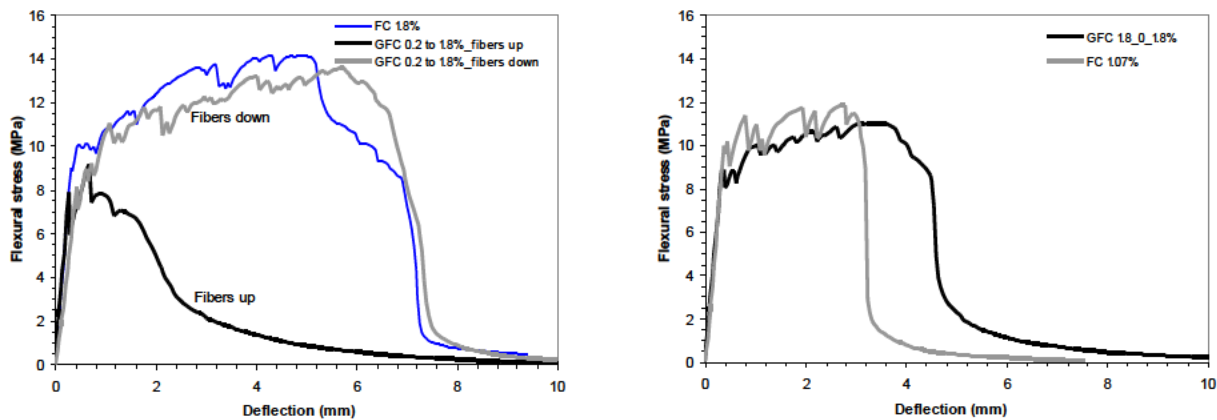 16
14
12
10
8
6
4
2
0
Flexural stress (MPa)
FC 1.8%
GFC 0.2 to 1.8%_fibers up
GFC 0.2 to 1.8%_fibers down
Fibers down
Fibers up
0 2 4 6 8 10
Deflection (mm)
16
14
12
10
8
6
4
2
0
Flexural stress (MPa)
GFC 1.8_0_1.8%
FC 1.07%
0 2 4 6 8 10
Deflection (mm)